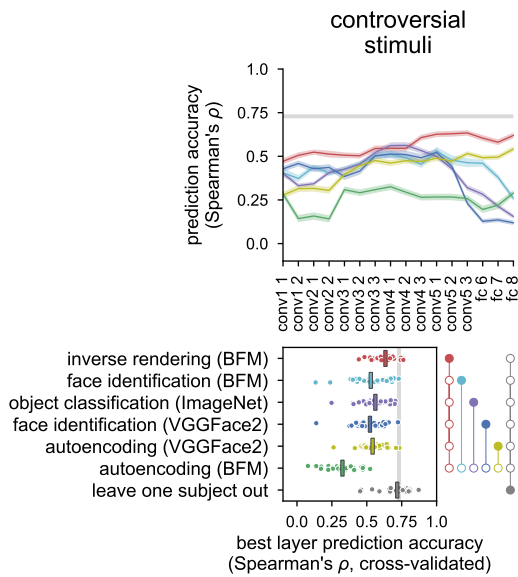 controversial
stimuli
prediction accuracy
(Spearman's ρ)
1.0
0.75
0.5
0.25
0.0
conv1 1
conv1 2
conv2 1
conv2 2
conv3 1
conv3 2
conv3 3
conv4 1
conv4 2
conv4 3
conv5 1
conv5 2
conv5 3
fc 6
fc 7
fc 8
inverse rendering (BFM)
face identification (BFM)
object classification (ImageNet)
face identification (VGGFace2)
autoencoding (VGGFace2)
autoencoding (BFM)
leave one subject out
0.0 0.25 0.5 0.75 1.0
best layer prediction accuracy
(Spearman's ρ, cross-validated)